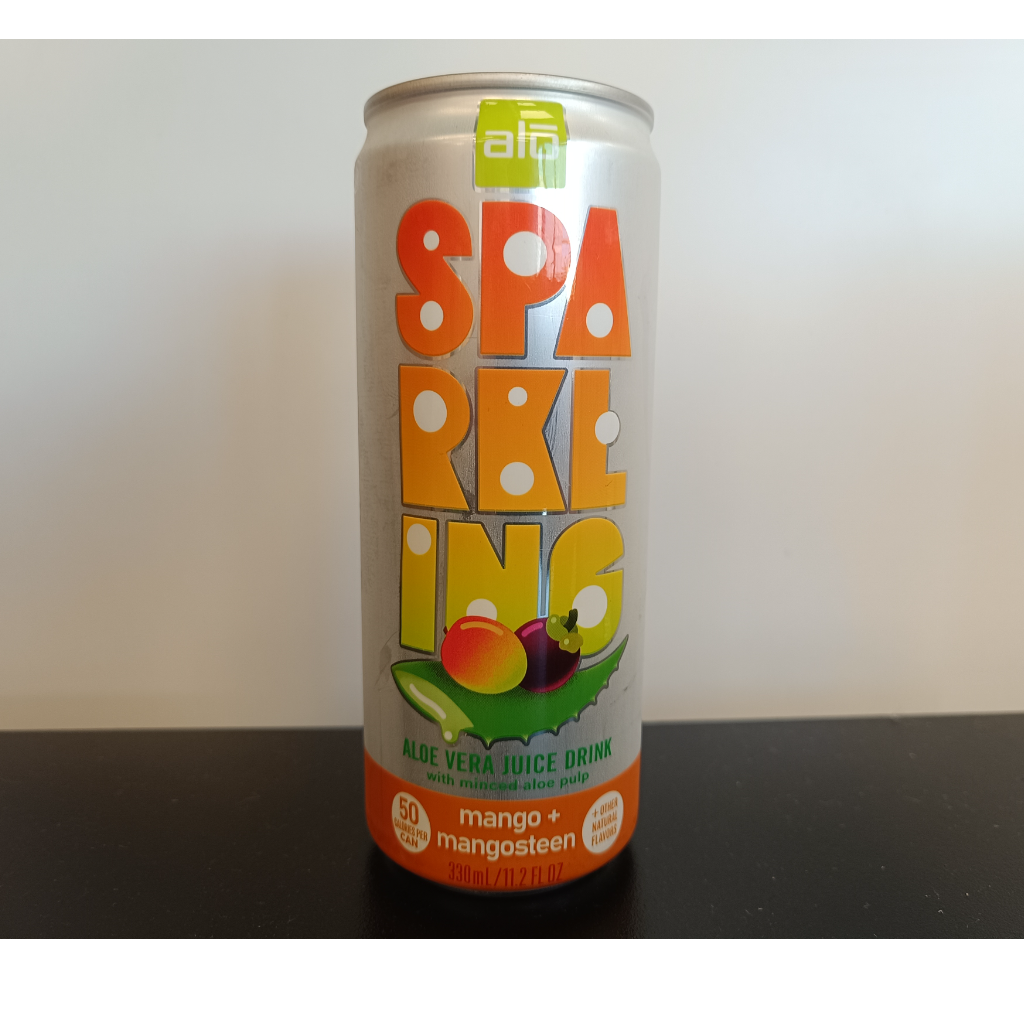 alō
SPA
RKL
ING
ALOE VERA JUICE DRINK
with minced aloe pulp
50
CALORIES PER
CAN
mango +
mangosteen
+ OTHER
NATURAL
FLAVORS
330mL/11.2 FL OZ